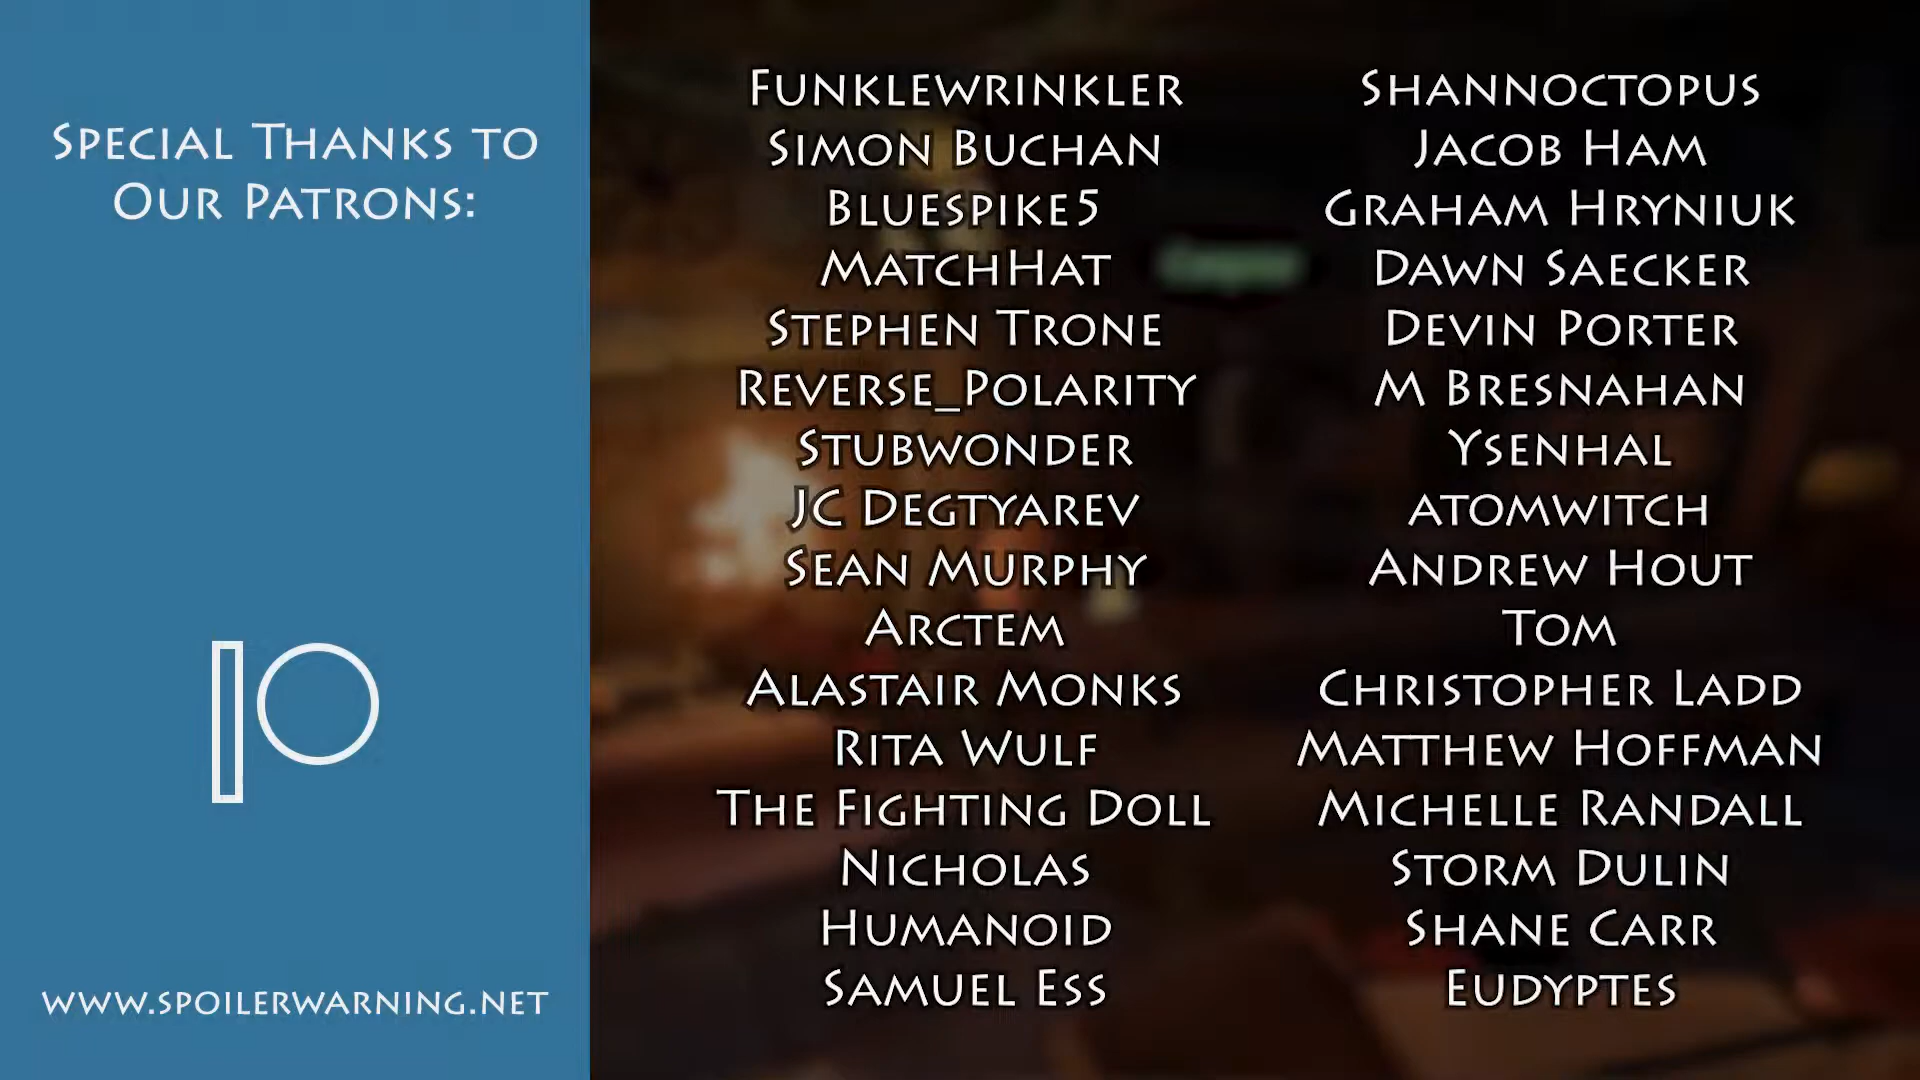 Special Thanks to
Our Patrons:
www.spoilerwarning.net
Funklewrinkler
Simon Buchan
Bluespike5
MatchHat
Stephen Trone
Reverse_Polarity
Stubwonder
JC Degtyarev
Sean Murphy
Arctem
Alastair Monks
Rita Wulf
The Fighting Doll
Nicholas
Humanoid
Samuel Ess
Shannoctopus
Jacob Ham
Graham Hryniuk
Dawn Saecker
Devin Porter
M Bresnahan
Ysenhal
atomwitch
Andrew Hout
Tom
Christopher Ladd
Matthew Hoffman
Michelle Randall
Storm Dulin
Shane Carr
Eudyptes